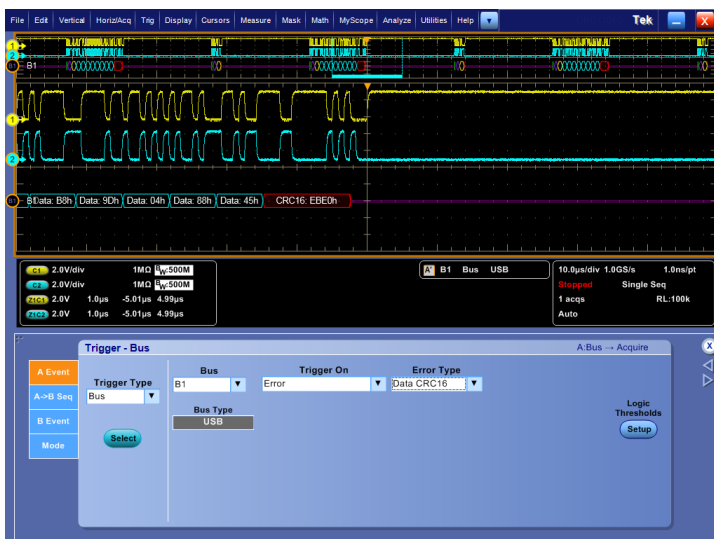 File Edit Vertical Horiz/Acq Trig Display Cursors Measure Mask Math MyScope Analyze Utilities Help Tek X
1
2
B1 B1
1
2
B1 Data: B8h Data: 9Dh Data: 04h Data: 88h Data: 45h CRC16: EBE0h
C1 2.0V/div 1MΩ BW:500M
C2 2.0V/div 1MΩ BW:500M
Z1C1 2.0V 1.0µs -5.01µs 4.99µs
Z1C2 2.0V 1.0µs -5.01µs 4.99µs
A' B1 Bus USB
10.0µs/div 1.0GS/s 1.0ns/pt
Stopped Single Seq
1 acqs RL:100k
Auto
Trigger - Bus A:Bus → Acquire X
A Event
A->B Seq
B Event
Mode
Trigger Type
Bus
Select
Bus
B1
Bus Type
USB
Trigger On
Error
Error Type
Data CRC16
Logic
Thresholds
Setup